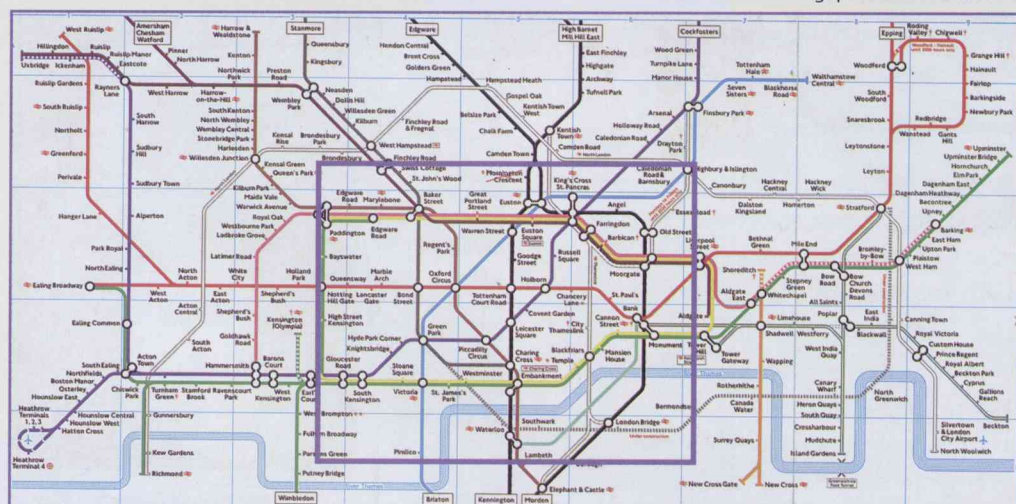 West Ruislip
Hillingdon
Ruislip
Uxbridge
Ickenham
Ruislip Manor
Eastcote
Ruislip Gardens
South Ruislip
Northolt
Greenford
Perivale
Hanger Lane
Rayners
Lane
South
Harrow
Sudbury
Hill
Sudbury Town
Alperton
Park Royal
North Ealing
Ealing Broadway
Ealing Common
South Ealing
Northfields
Boston Manor
Osterley
Hounslow East
Hounslow Central
Hounslow West
Hatton Cross
Heathrow
Terminals
1,2,3
Heathrow
Terminal 4
Amersham
Chesham
Watford
Pinner
North Harrow
West Harrow
Harrow-
on-the-Hill
Northwick
Park
Preston
Road
Harrow &
Wealdstone
Kenton
South Kenton
North Wembley
Wembley Central
Stonebridge Park
Harlesden
Willesden Junction
Kensal Green
Queen's Park
Kilburn Park
Maida Vale
Warwick Avenue
Royal Oak
Westbourne Park
Ladbroke Grove
Latimer Road
White
City
Shepherd's
Bush
Goldhawk
Road
Hammersmith
Stanmore
Queensbury
Kingsbury
Wembley
Park
Neasden
Dollis Hill
Willesden Green
Kilburn
West Hampstead
Finchley Road
& Frognal
Kensal
Rise
Brondesbury
Park
Brondesbury
Finchley Road
Swiss Cottage
St. John's Wood
Edgware
Hendon Central
Brent Cross
Golders Green
Hampstead
Belsize Park
Chalk Farm
Camden Town
Mornington
Crescent
Hampstead Heath
Gospel Oak
Kentish Town
West
Kentish
Town
Camden Road
High Barnet
Mill Hill East
East Finchley
Highgate
Archway
Tufnell Park
Cockfosters
Wood Green
Turnpike Lane
Manor House
Arsenal
Holloway Road
Caledonian Road
Drayton
Park
Finsbury Park
Tottenham
Hale
Seven
Sisters
Blackhorse
Road
Walthamstow
Central
Highbury & Islington
Caledonian
Road &
Barnsbury
Canonbury
Dalston
Kingsland
Hackney
Central
Homerton
Hackney
Wick
Epping
Roding
Valley
Chigwell
Grange Hill
Hainault
Fairlop
Barkingside
Newbury Park
Gants
Hill
Redbridge
Wanstead
Woodford
South
Woodford
Snaresbrook
Leytonstone
Leyton
Stratford
Upminster
Upminster Bridge
Hornchurch
Elm Park
Dagenham East
Dagenham Heathway
Becontree
Upney
Barking
East Ham
Upton Park
Plaistow
West Ham
Bromley-
by-Bow
Mile End
Bow
Road
Stepney
Green
Whitechapel
Bethnal
Green
Shoreditch
Liverpool
Street
Aldgate
East
Aldgate
Tower
Hill
Tower
Gateway
Edgware
Road
Marylebone
Baker
Street
Great
Portland
Street
Paddington
Edgware
Road
Bayswater
Queensway
Notting
Hill Gate
Lancaster
Gate
Marble
Arch
Bond
Street
Regent's
Park
Oxford
Circus
Warren Street
Euston
Euston
Square
Goodge
Street
Tottenham
Court Road
King's Cross
St. Pancras
Russell
Square
Holborn
Chancery
Lane
Covent Garden
Leicester
Square
Piccadilly
Circus
Charing
Cross
Embankment
Angel
Farringdon
Barbican
Old Street
Moorgate
Essex Road
St. Paul's
Bank
Cannon
Street
Monument
Mansion
House
Blackfriars
Temple
City
Thameslink
Holland
Park
Shepherd's
Bush
Kensington
(Olympia)
High Street
Kensington
Gloucester
Road
South
Kensington
Sloane
Square
Victoria
St. James's
Park
Westminster
Green
Park
Hyde Park Corner
Knightsbridge
North
Acton
East
Acton
West
Acton
Acton
Central
South
Acton
Acton
Town
Chiswick
Park
Turnham
Green
Stamford
Brook
Ravenscourt
Park
Barons
Court
West
Kensington
Earl's
Court
West Brompton
Fulham Broadway
Parsons Green
Putney Bridge
Wimbledon
Gunnersbury
Kew Gardens
Richmond
River Thames
Pimlico
Brixton
Waterloo
Southwark
Lambeth
Kennington
Morden
Elephant & Castle
Borough
London Bridge
Under construction
Bermondsey
Canada
Water
Rotherhithe
Wapping
Surrey Quays
New Cross Gate
New Cross
Shadwell
Limehouse
Westferry
Poplar
All Saints
Bow
Church
Devons
Road
East
India
Blackwall
West India
Quay
Canary
Wharf
Heron Quays
South Quay
Crossharbour
Mudchute
Island Gardens
North
Greenwich
Canning Town
Royal Victoria
Custom House
Prince Regent
Royal Albert
Beckton Park
Cyprus
Gallions
Reach
Beckton
Silvertown
& London
City Airport
North Woolwich